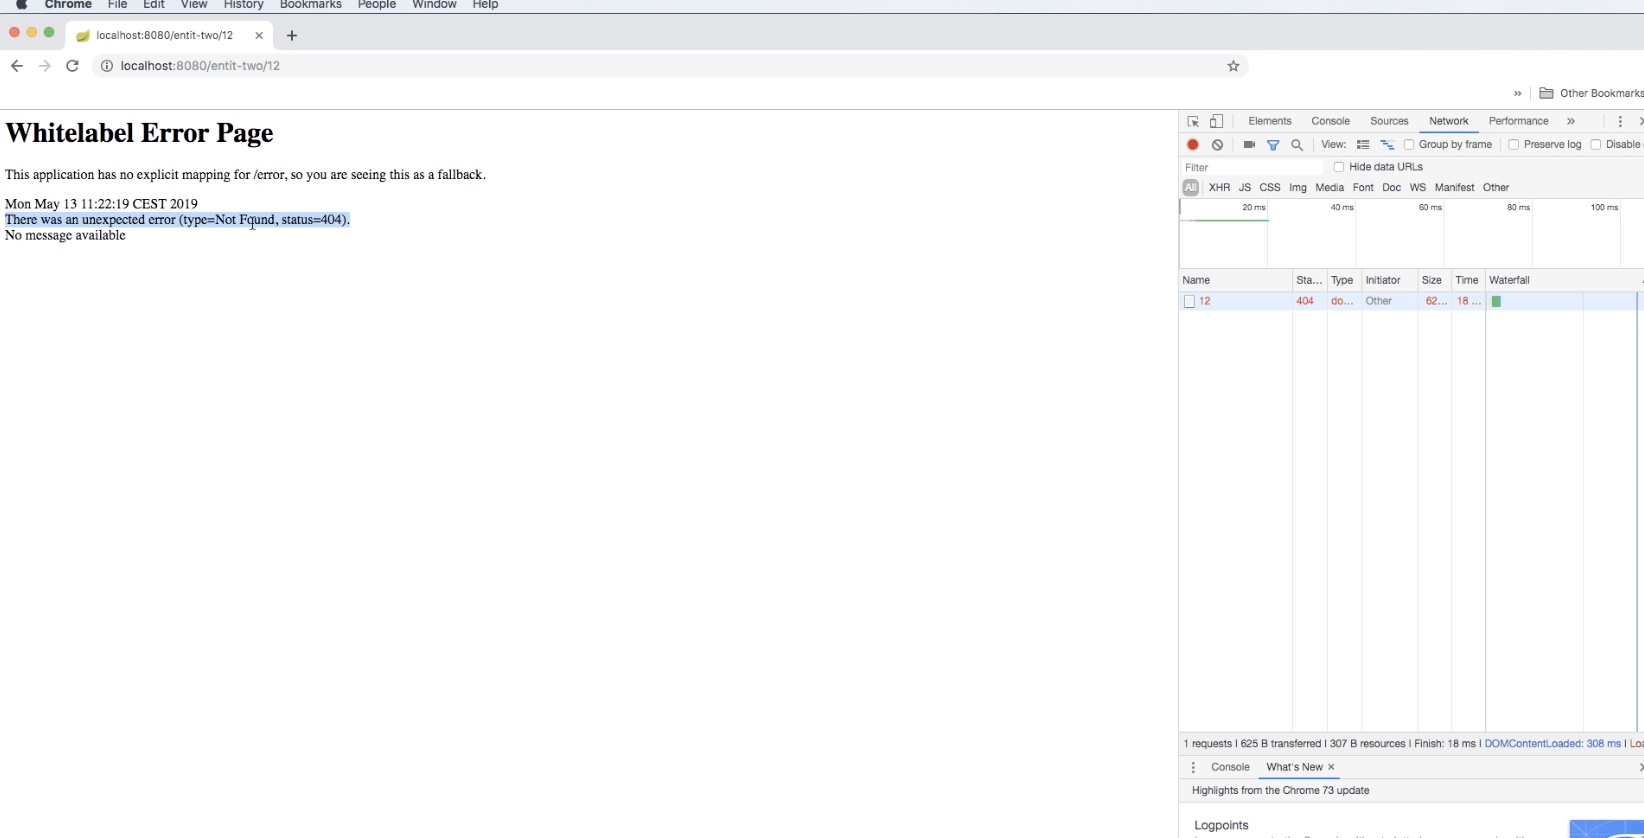 Chrome File Edit View History Bookmarks People Window Help
localhost:8080/entit-two/12
localhost:8080/entit-two/12
» Other Bookmarks
Whitelabel Error Page
This application has no explicit mapping for /error, so you are seeing this as a fallback.
Mon May 13 11:22:19 CEST 2019
There was an unexpected error (type=Not Found, status=404).
No message available
Elements Console Sources Network Performance »
View: Group by frame Preserve log Disable
Filter Hide data URLs
All XHR JS CSS Img Media Font Doc WS Manifest Other
20 ms 40 ms 60 ms 80 ms 100 ms
Name Sta... Type Initiator Size Time Waterfall
12 404 do... Other 62... 18 ...
1 requests | 625 B transferred | 307 B resources | Finish: 18 ms | DOMContentLoaded: 308 ms |
Console What's New
Highlights from the Chrome 73 update
Logpoints